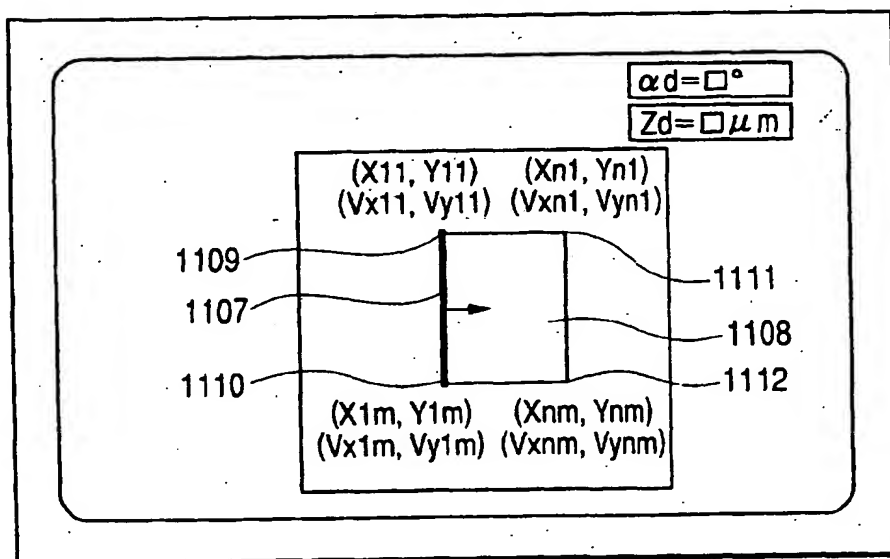 αd=□°
Zd=□μm
(X11, Y11) (Xn1, Yn1)
(Vx11, Vy11) (Vxn1, Vyn1)
1109
1111
1107
1108
1110
1112
(X1m, Y1m) (Xnm, Ynm)
(Vx1m, Vy1m) (Vxnm, Vynm)